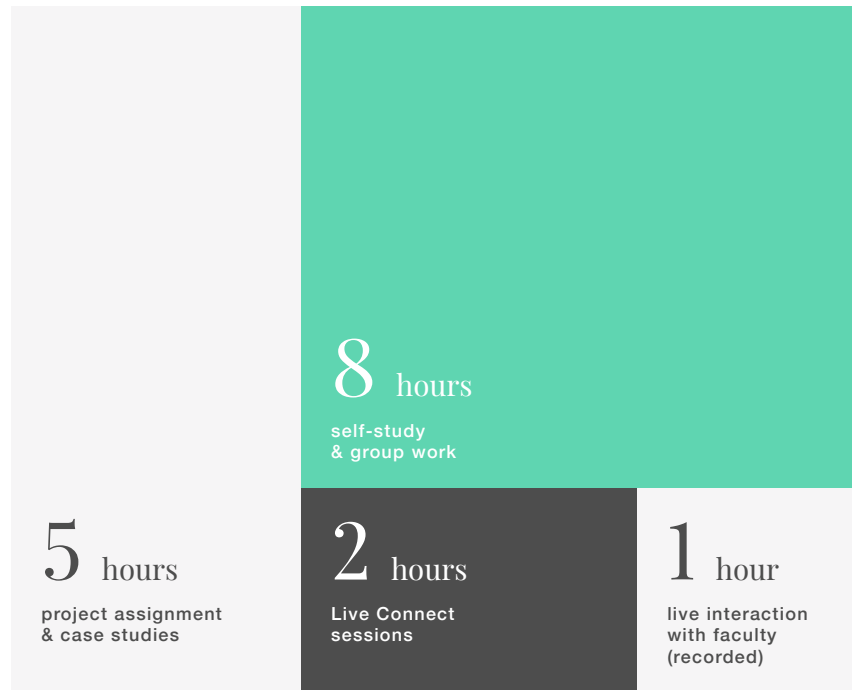 8 hours
self-study
& group work
5 hours
project assignment
& case studies
2 hours
Live Connect
sessions
1 hour
live interaction
with faculty
(recorded)